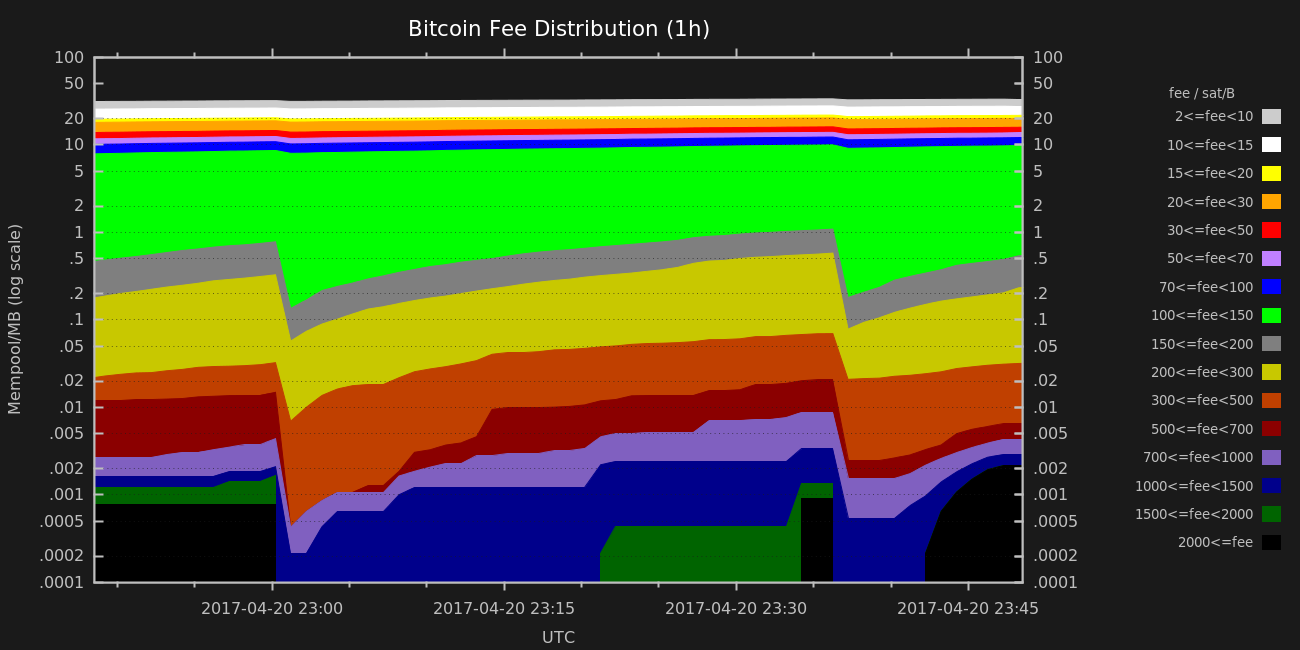 Bitcoin Fee Distribution (1h)
Mempool/MB (log scale)
100
50
20
10
5
2
1
.5
.2
.1
.05
.02
.01
.005
.002
.001
.0005
.0002
.0001
100
50
20
10
5
2
1
.5
.2
.1
.05
.02
.01
.005
.002
.001
.0005
.0002
.0001
2017-04-20 23:00
2017-04-20 23:15
2017-04-20 23:30
2017-04-20 23:45
UTC
fee / sat/B
2<=fee<10
10<=fee<15
15<=fee<20
20<=fee<30
30<=fee<50
50<=fee<70
70<=fee<100
100<=fee<150
150<=fee<200
200<=fee<300
300<=fee<500
500<=fee<700
700<=fee<1000
1000<=fee<1500
1500<=fee<2000
2000<=fee